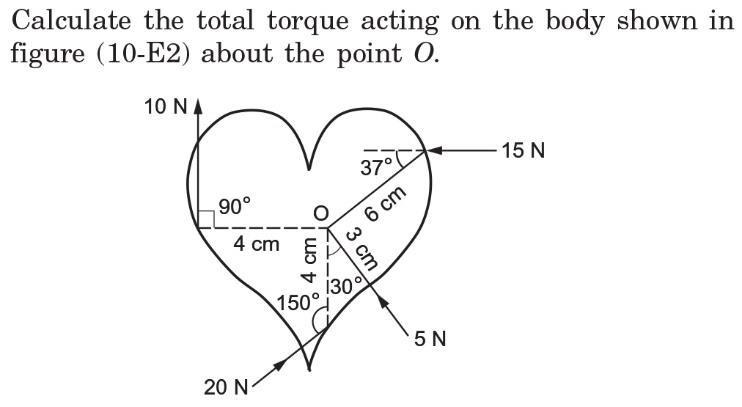 Calculate the total torque acting on the body shown in
figure (10-E2) about the point O.
10 N
15 N
37°
90°
O
6 cm
4 cm
4 cm
3 cm
30°
150°
5 N
20 N